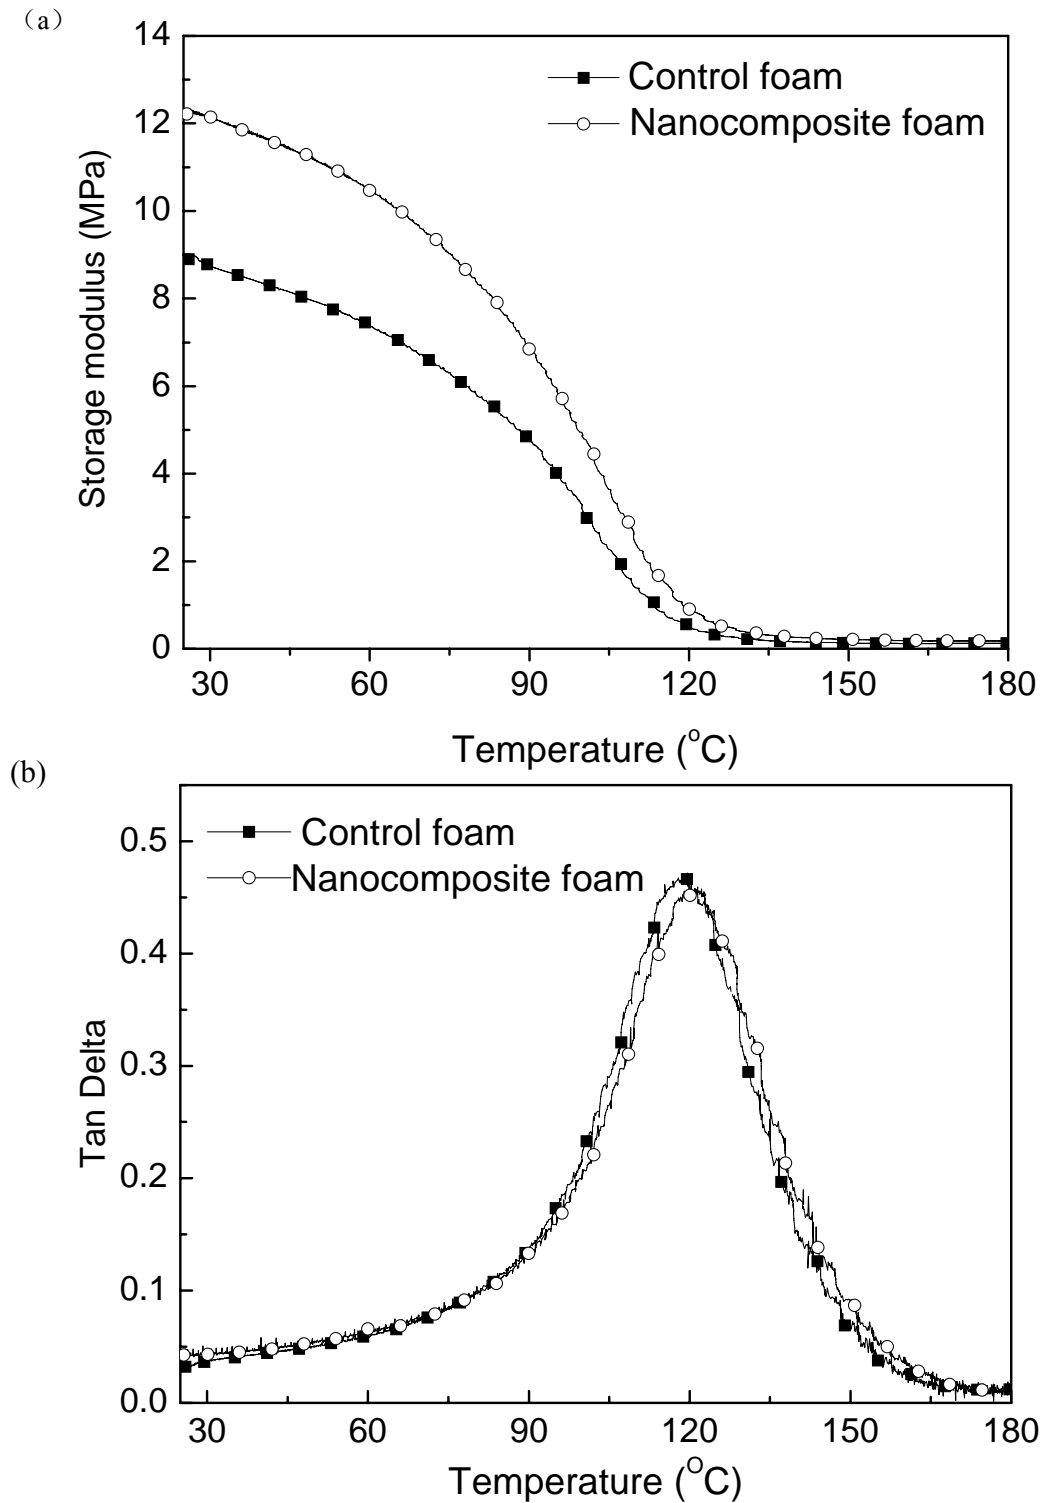 （a）
14
12
10
8
6
4
2
0
Storage modulus (MPa)
Control foam
Nanocomposite foam
30 60 90 120 150 180
Temperature (°C)
(b)
0.5
0.4
0.3
0.2
0.1
0.0
Tan Delta
Control foam
Nanocomposite foam
30 60 90 120 150 180
Temperature (°C)